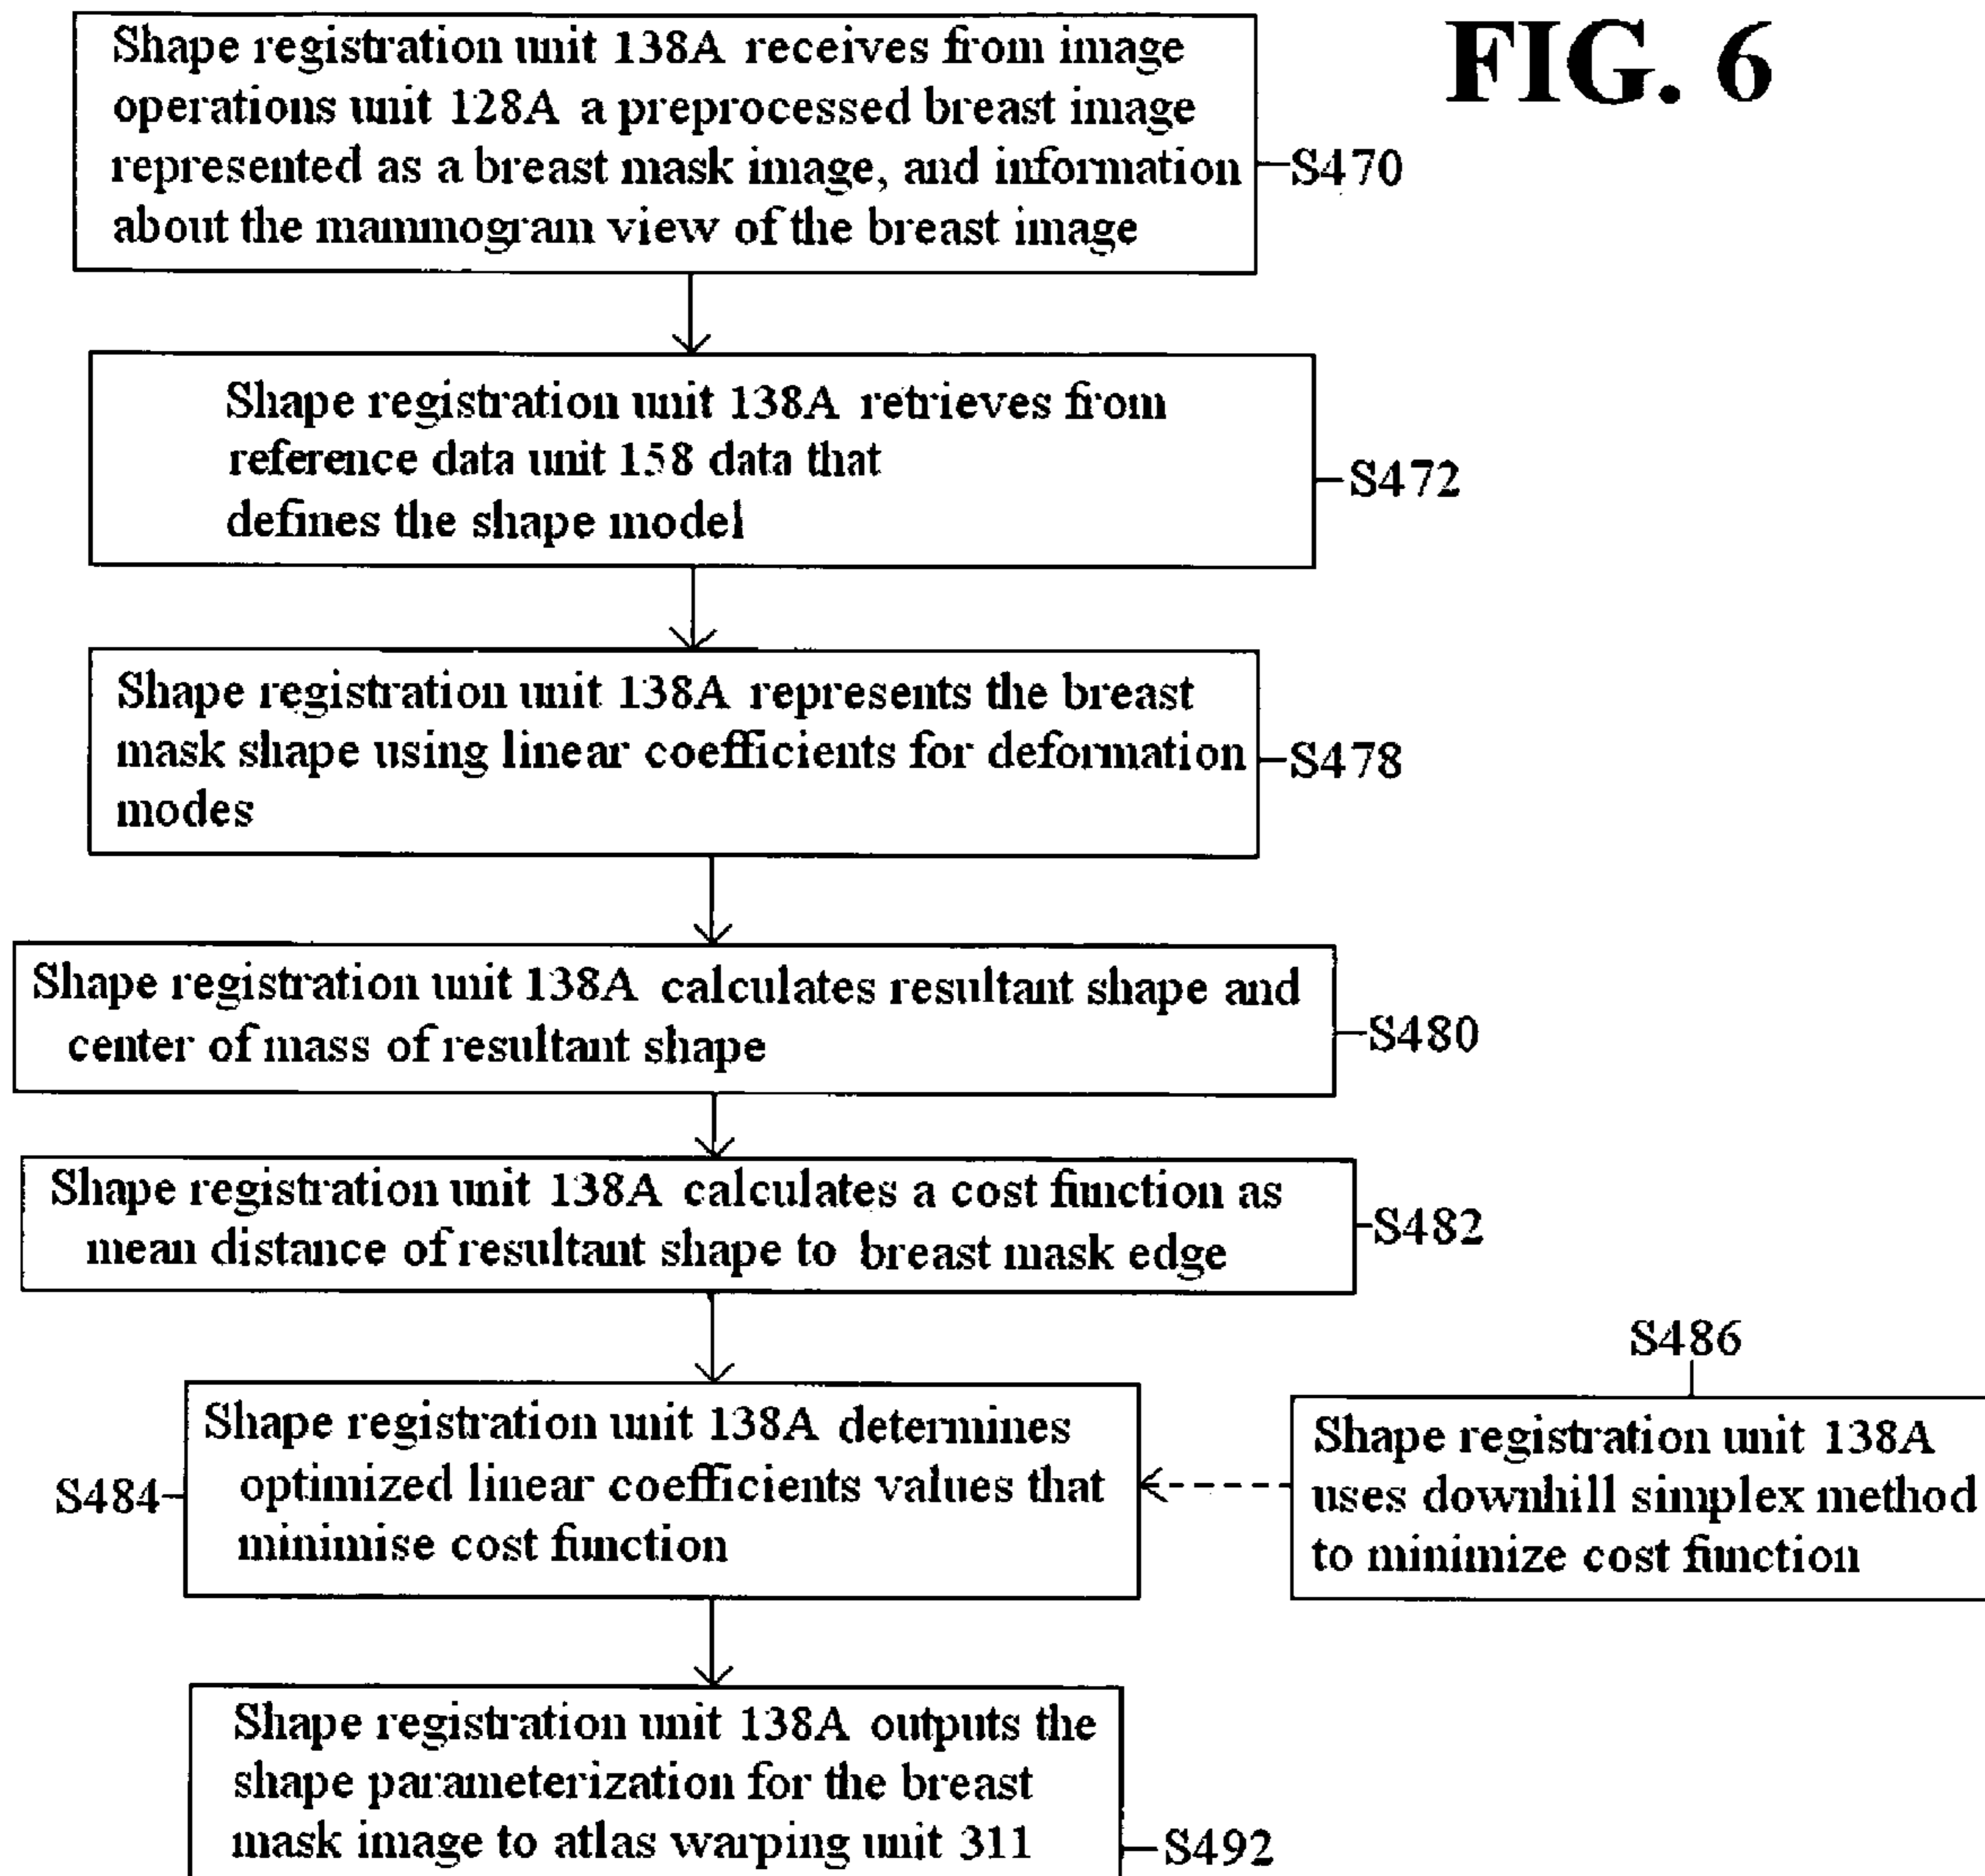 FIG. 6
Shape registration unit 138A receives from image
operations unit 128A a preprocessed breast image
represented as a breast mask image, and information
about the mammogram view of the breast image
S470
Shape registration unit 138A retrieves from
reference data unit 158 data that
defines the shape model
S472
Shape registration unit 138A represents the breast
mask shape using linear coefficients for deformation
modes
S478
Shape registration unit 138A calculates resultant shape and
center of mass of resultant shape
S480
Shape registration unit 138A calculates a cost function as
mean distance of resultant shape to breast mask edge
S482
Shape registration unit 138A determines
optimized linear coefficients values that
minimise cost function
S484
S486
Shape registration unit 138A
uses downhill simplex method
to minimize cost function
Shape registration unit 138A outputs the
shape parameterization for the breast
mask image to atlas warping unit 311
S492